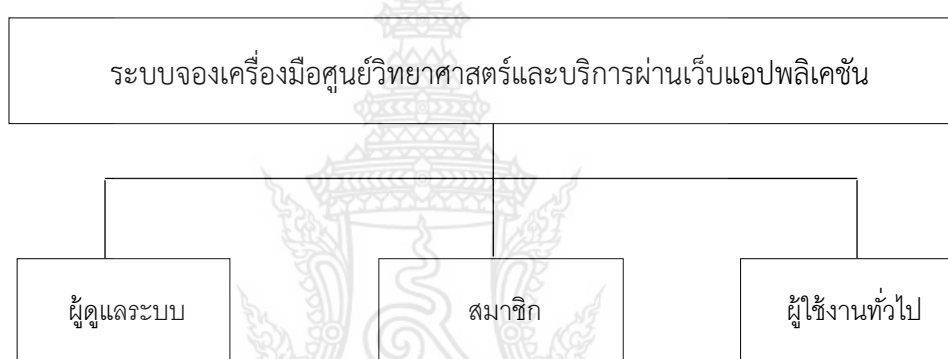 ระบบจองเครื่องมือศูนย์วิทยาศาสตร์และบริการผ่านเว็บแอปพลิเคชัน
ผู้ดูแลระบบ
สมาชิก
ผู้ใช้งานทั่วไป